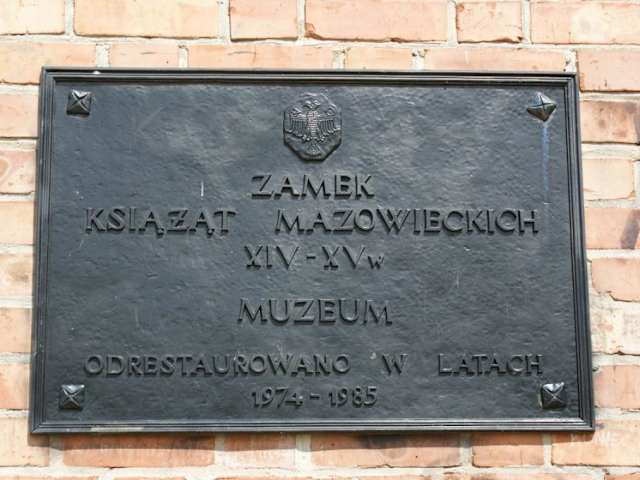 ZAMEK
KSIĄŻĄT MAZOWIECKICH
XIV - XVw
MUZEUM
ODRESTAUROWANO W LATACH
1974 - 1985